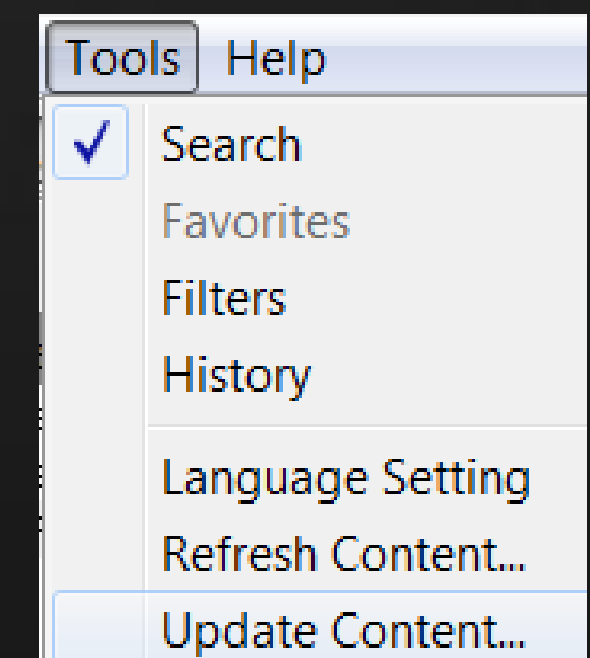 Tools Help
Search
Favorites
Filters
History
Language Setting
Refresh Content...
Update Content...